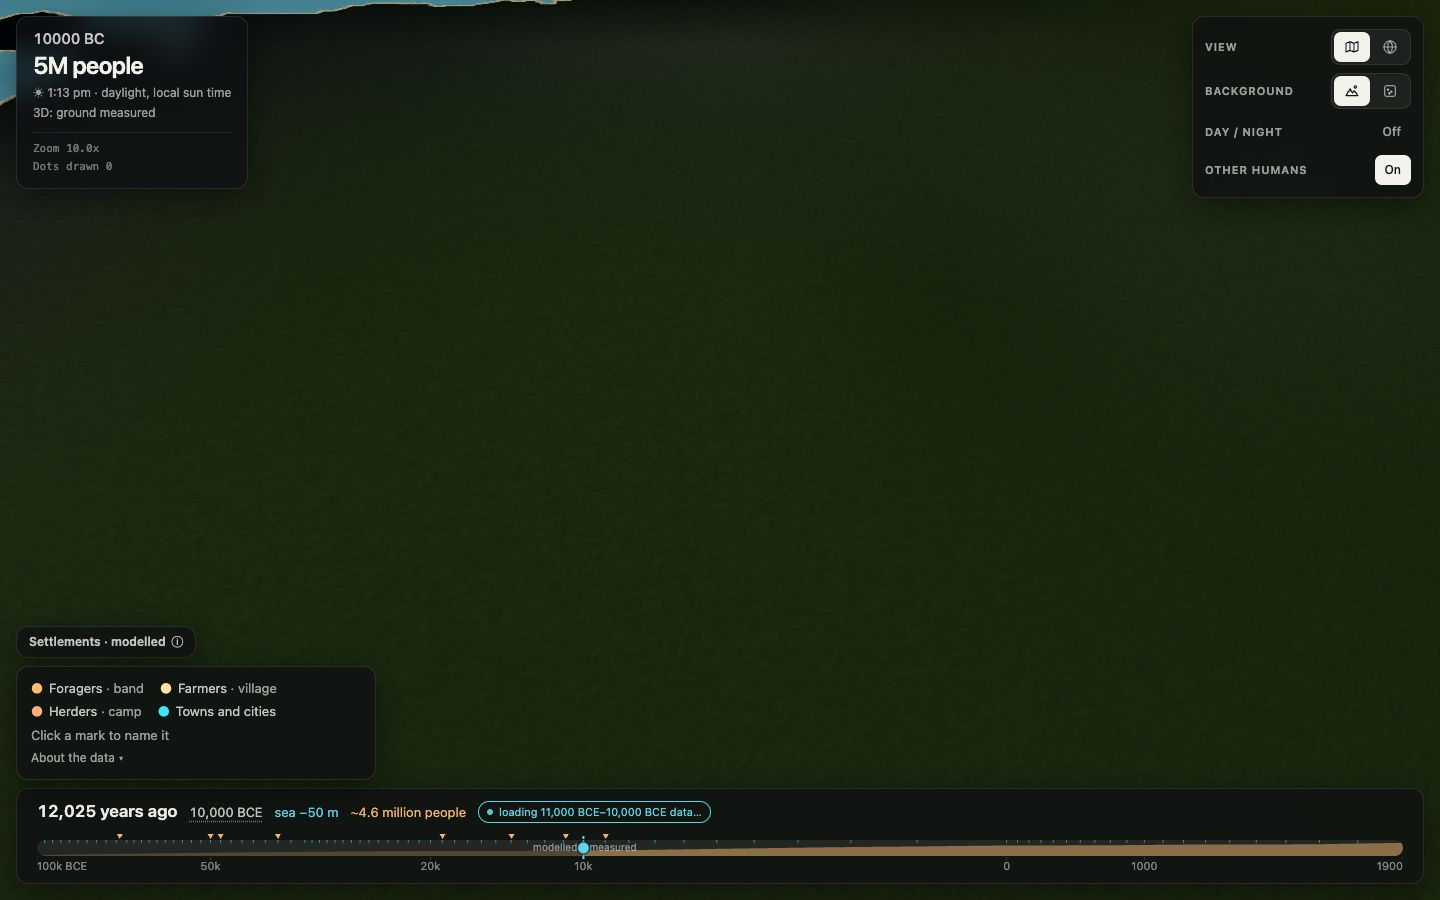 10000 BC
5M people
☀ 1:13 pm · daylight, local sun time
3D: ground measured
Zoom 10.0x
Dots drawn 0
VIEW
BACKGROUND
DAY / NIGHT Off
OTHER HUMANS On
Settlements · modelled ⓘ
Foragers · band Farmers · village
Herders · camp Towns and cities
Click a mark to name it
About the data ▾
12,025 years ago 10,000 BCE sea −50 m ~4.6 million people loading 11,000 BCE–10,000 BCE data…
modelled measured
100k BCE 50k 20k 10k 0 1000 1900